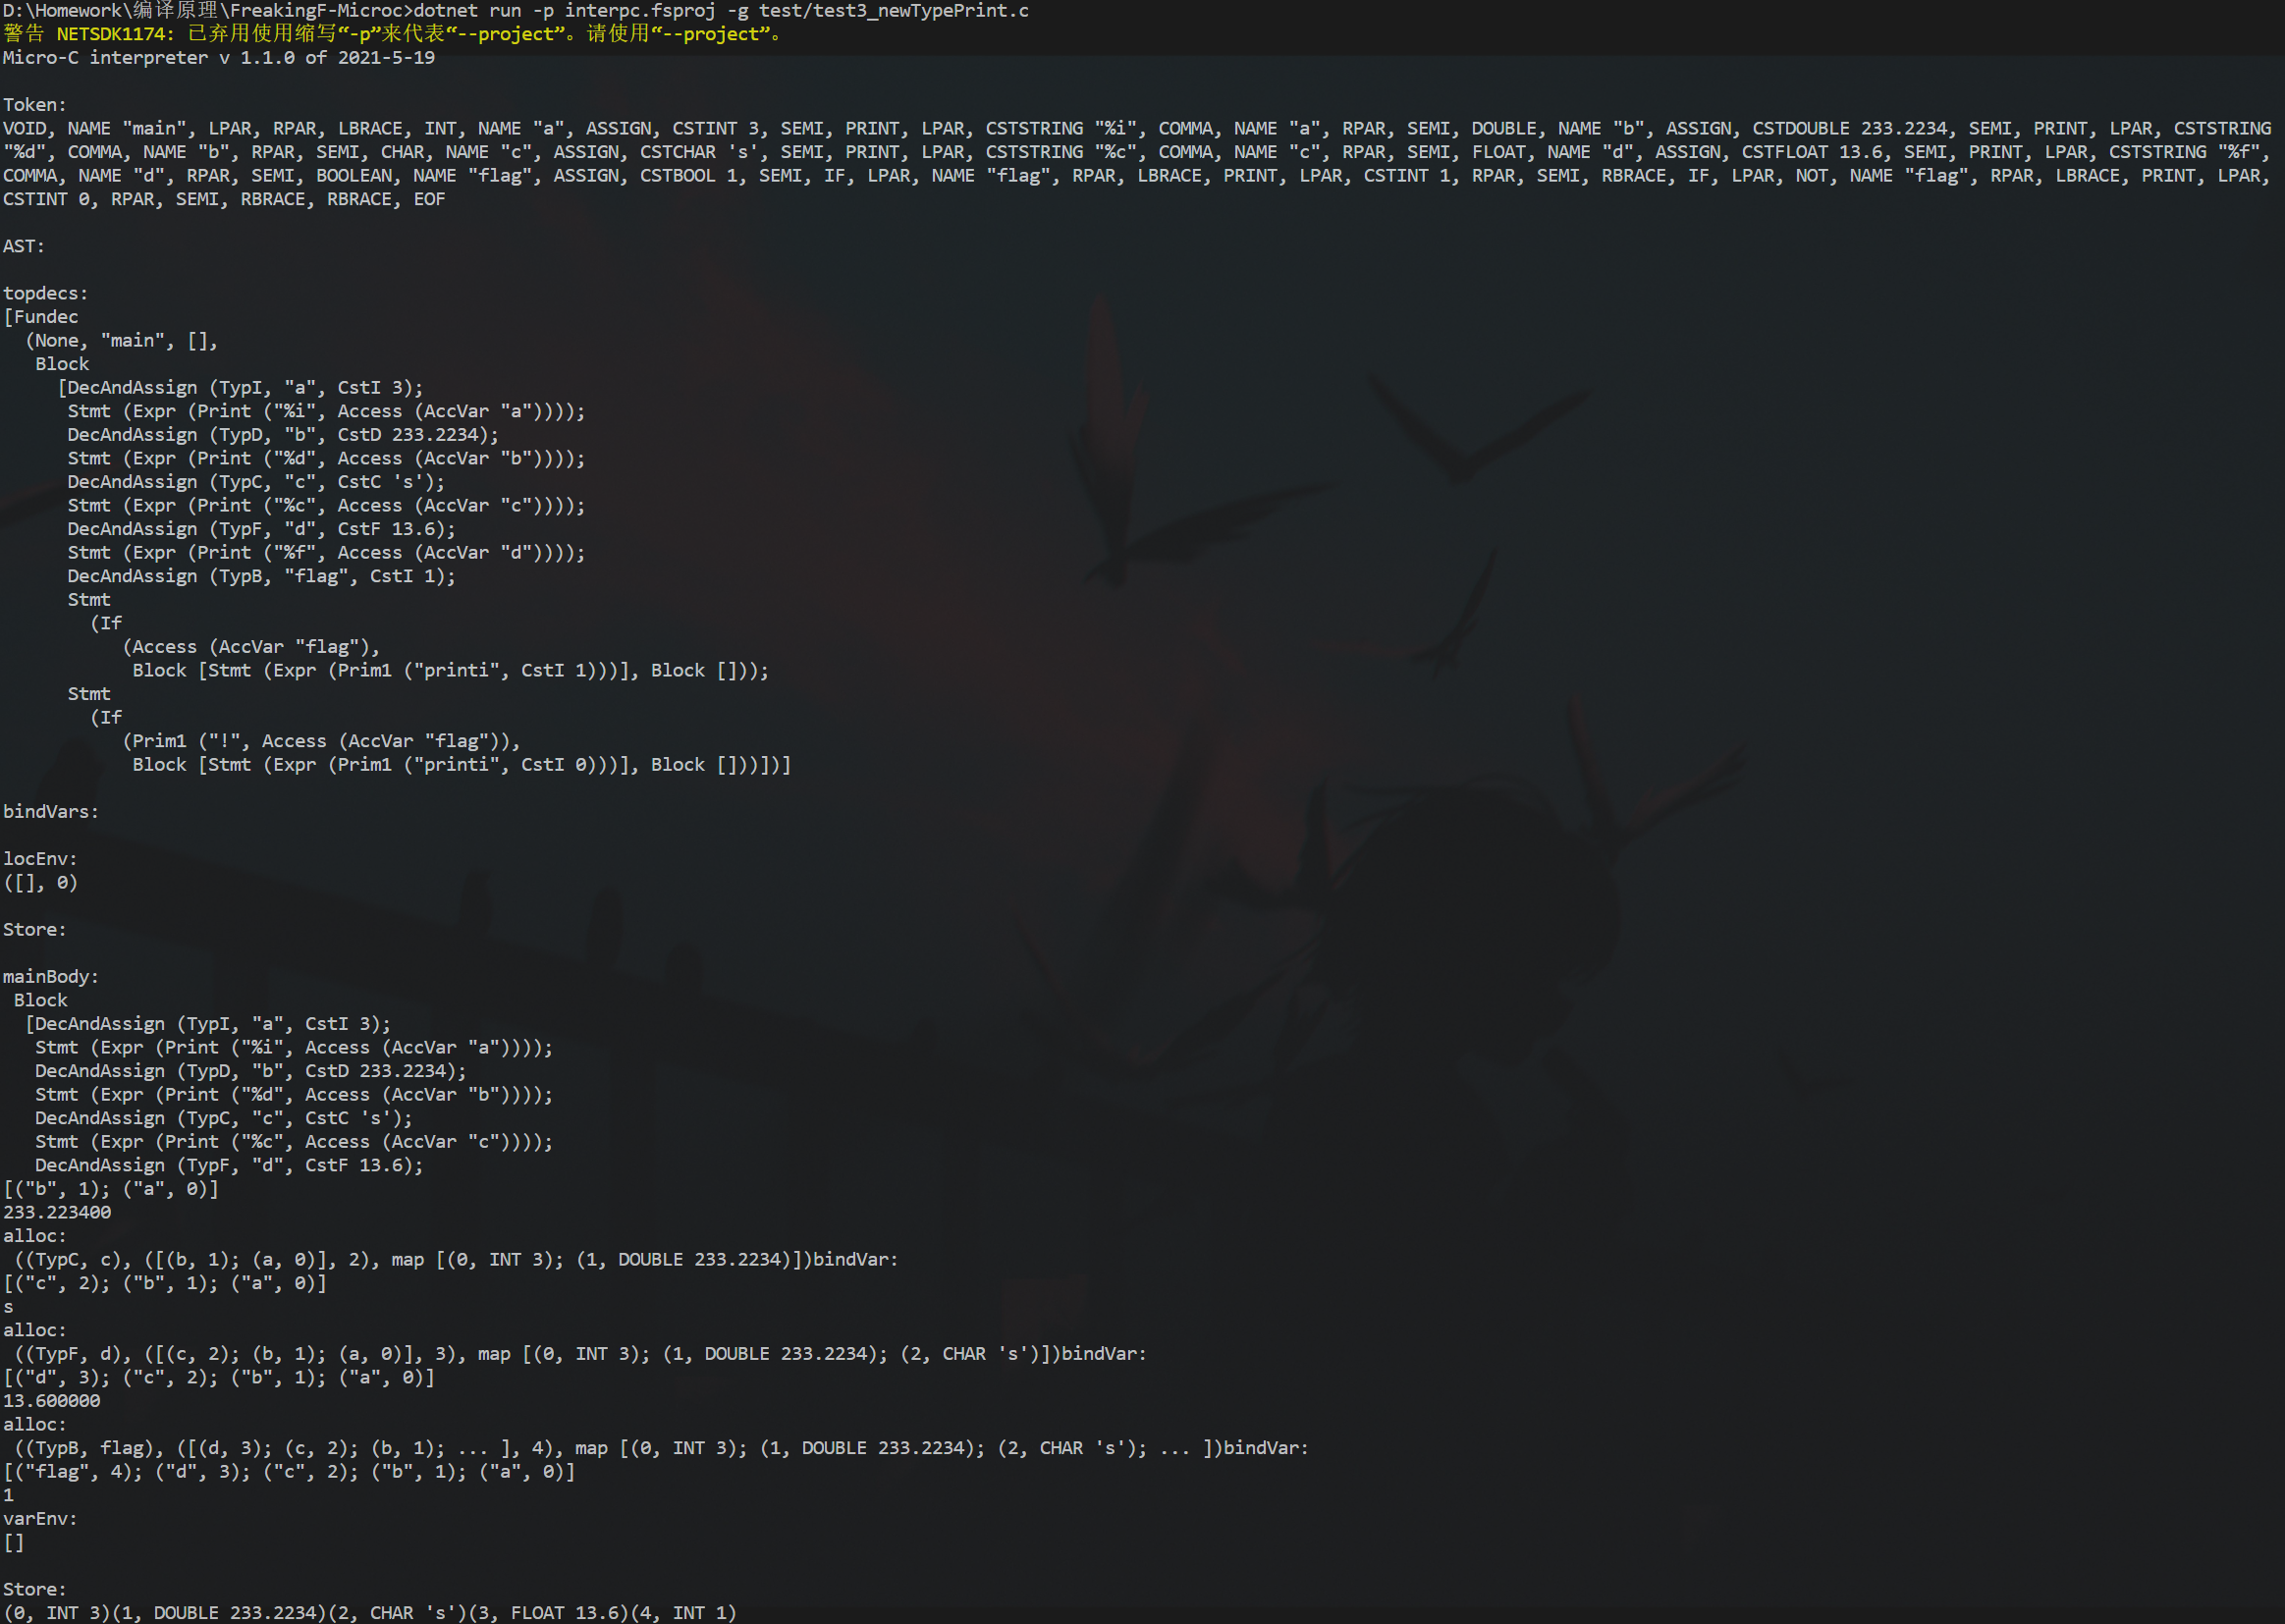 D:\Homework\编译原理\FreakingF-Microc>dotnet run -p interpc.fsproj -g test/test3_newTypePrint.c
警告 NETSDK1174: 已弃用使用缩写“-p”来代表“--project”。请使用“--project”。
Micro-C interpreter v 1.1.0 of 2021-5-19
Token:
VOID, NAME "main", LPAR, RPAR, LBRACE, INT, NAME "a", ASSIGN, CSTINT 3, SEMI, PRINT, LPAR, CSTSTRING "%i", COMMA, NAME "a", RPAR, SEMI, DOUBLE, NAME "b", ASSIGN, CSTDOUBLE 233.2234, SEMI, PRINT, LPAR, CSTSTRING
"%d", COMMA, NAME "b", RPAR, SEMI, CHAR, NAME "c", ASSIGN, CSTCHAR 's', SEMI, PRINT, LPAR, CSTSTRING "%c", COMMA, NAME "c", RPAR, SEMI, FLOAT, NAME "d", ASSIGN, CSTFLOAT 13.6, SEMI, PRINT, LPAR, CSTSTRING "%f",
COMMA, NAME "d", RPAR, SEMI, BOOLEAN, NAME "flag", ASSIGN, CSTBOOL 1, SEMI, IF, LPAR, NAME "flag", RPAR, LBRACE, PRINT, LPAR, CSTINT 1, RPAR, SEMI, RBRACE, IF, LPAR, NOT, NAME "flag", RPAR, LBRACE, PRINT, LPAR,
CSTINT 0, RPAR, SEMI, RBRACE, RBRACE, EOF
AST:
topdecs:
[Fundec
(None, "main", [],
Block
[DecAndAssign (TypI, "a", CstI 3);
Stmt (Expr (Print ("%i", Access (AccVar "a"))));
DecAndAssign (TypD, "b", CstD 233.2234);
Stmt (Expr (Print ("%d", Access (AccVar "b"))));
DecAndAssign (TypC, "c", CstC 's');
Stmt (Expr (Print ("%c", Access (AccVar "c"))));
DecAndAssign (TypF, "d", CstF 13.6);
Stmt (Expr (Print ("%f", Access (AccVar "d"))));
DecAndAssign (TypB, "flag", CstI 1);
Stmt
(If
(Access (AccVar "flag"),
Block [Stmt (Expr (Prim1 ("printi", CstI 1)))], Block []));
Stmt
(If
(Prim1 ("!", Access (AccVar "flag")),
Block [Stmt (Expr (Prim1 ("printi", CstI 0)))], Block []))])]
bindVars:
locEnv:
([], 0)
Store:
mainBody:
Block
[DecAndAssign (TypI, "a", CstI 3);
Stmt (Expr (Print ("%i", Access (AccVar "a"))));
DecAndAssign (TypD, "b", CstD 233.2234);
Stmt (Expr (Print ("%d", Access (AccVar "b"))));
DecAndAssign (TypC, "c", CstC 's');
Stmt (Expr (Print ("%c", Access (AccVar "c"))));
DecAndAssign (TypF, "d", CstF 13.6);
[("b", 1); ("a", 0)]
233.223400
alloc:
((TypC, c), ([(b, 1); (a, 0)], 2), map [(0, INT 3); (1, DOUBLE 233.2234)])bindVar:
[("c", 2); ("b", 1); ("a", 0)]
s
alloc:
((TypF, d), ([(c, 2); (b, 1); (a, 0)], 3), map [(0, INT 3); (1, DOUBLE 233.2234); (2, CHAR 's')])bindVar:
[("d", 3); ("c", 2); ("b", 1); ("a", 0)]
13.600000
alloc:
((TypB, flag), ([(d, 3); (c, 2); (b, 1); ... ], 4), map [(0, INT 3); (1, DOUBLE 233.2234); (2, CHAR 's'); ... ])bindVar:
[("flag", 4); ("d", 3); ("c", 2); ("b", 1); ("a", 0)]
1
varEnv:
[]
Store:
(0, INT 3)(1, DOUBLE 233.2234)(2, CHAR 's')(3, FLOAT 13.6)(4, INT 1)